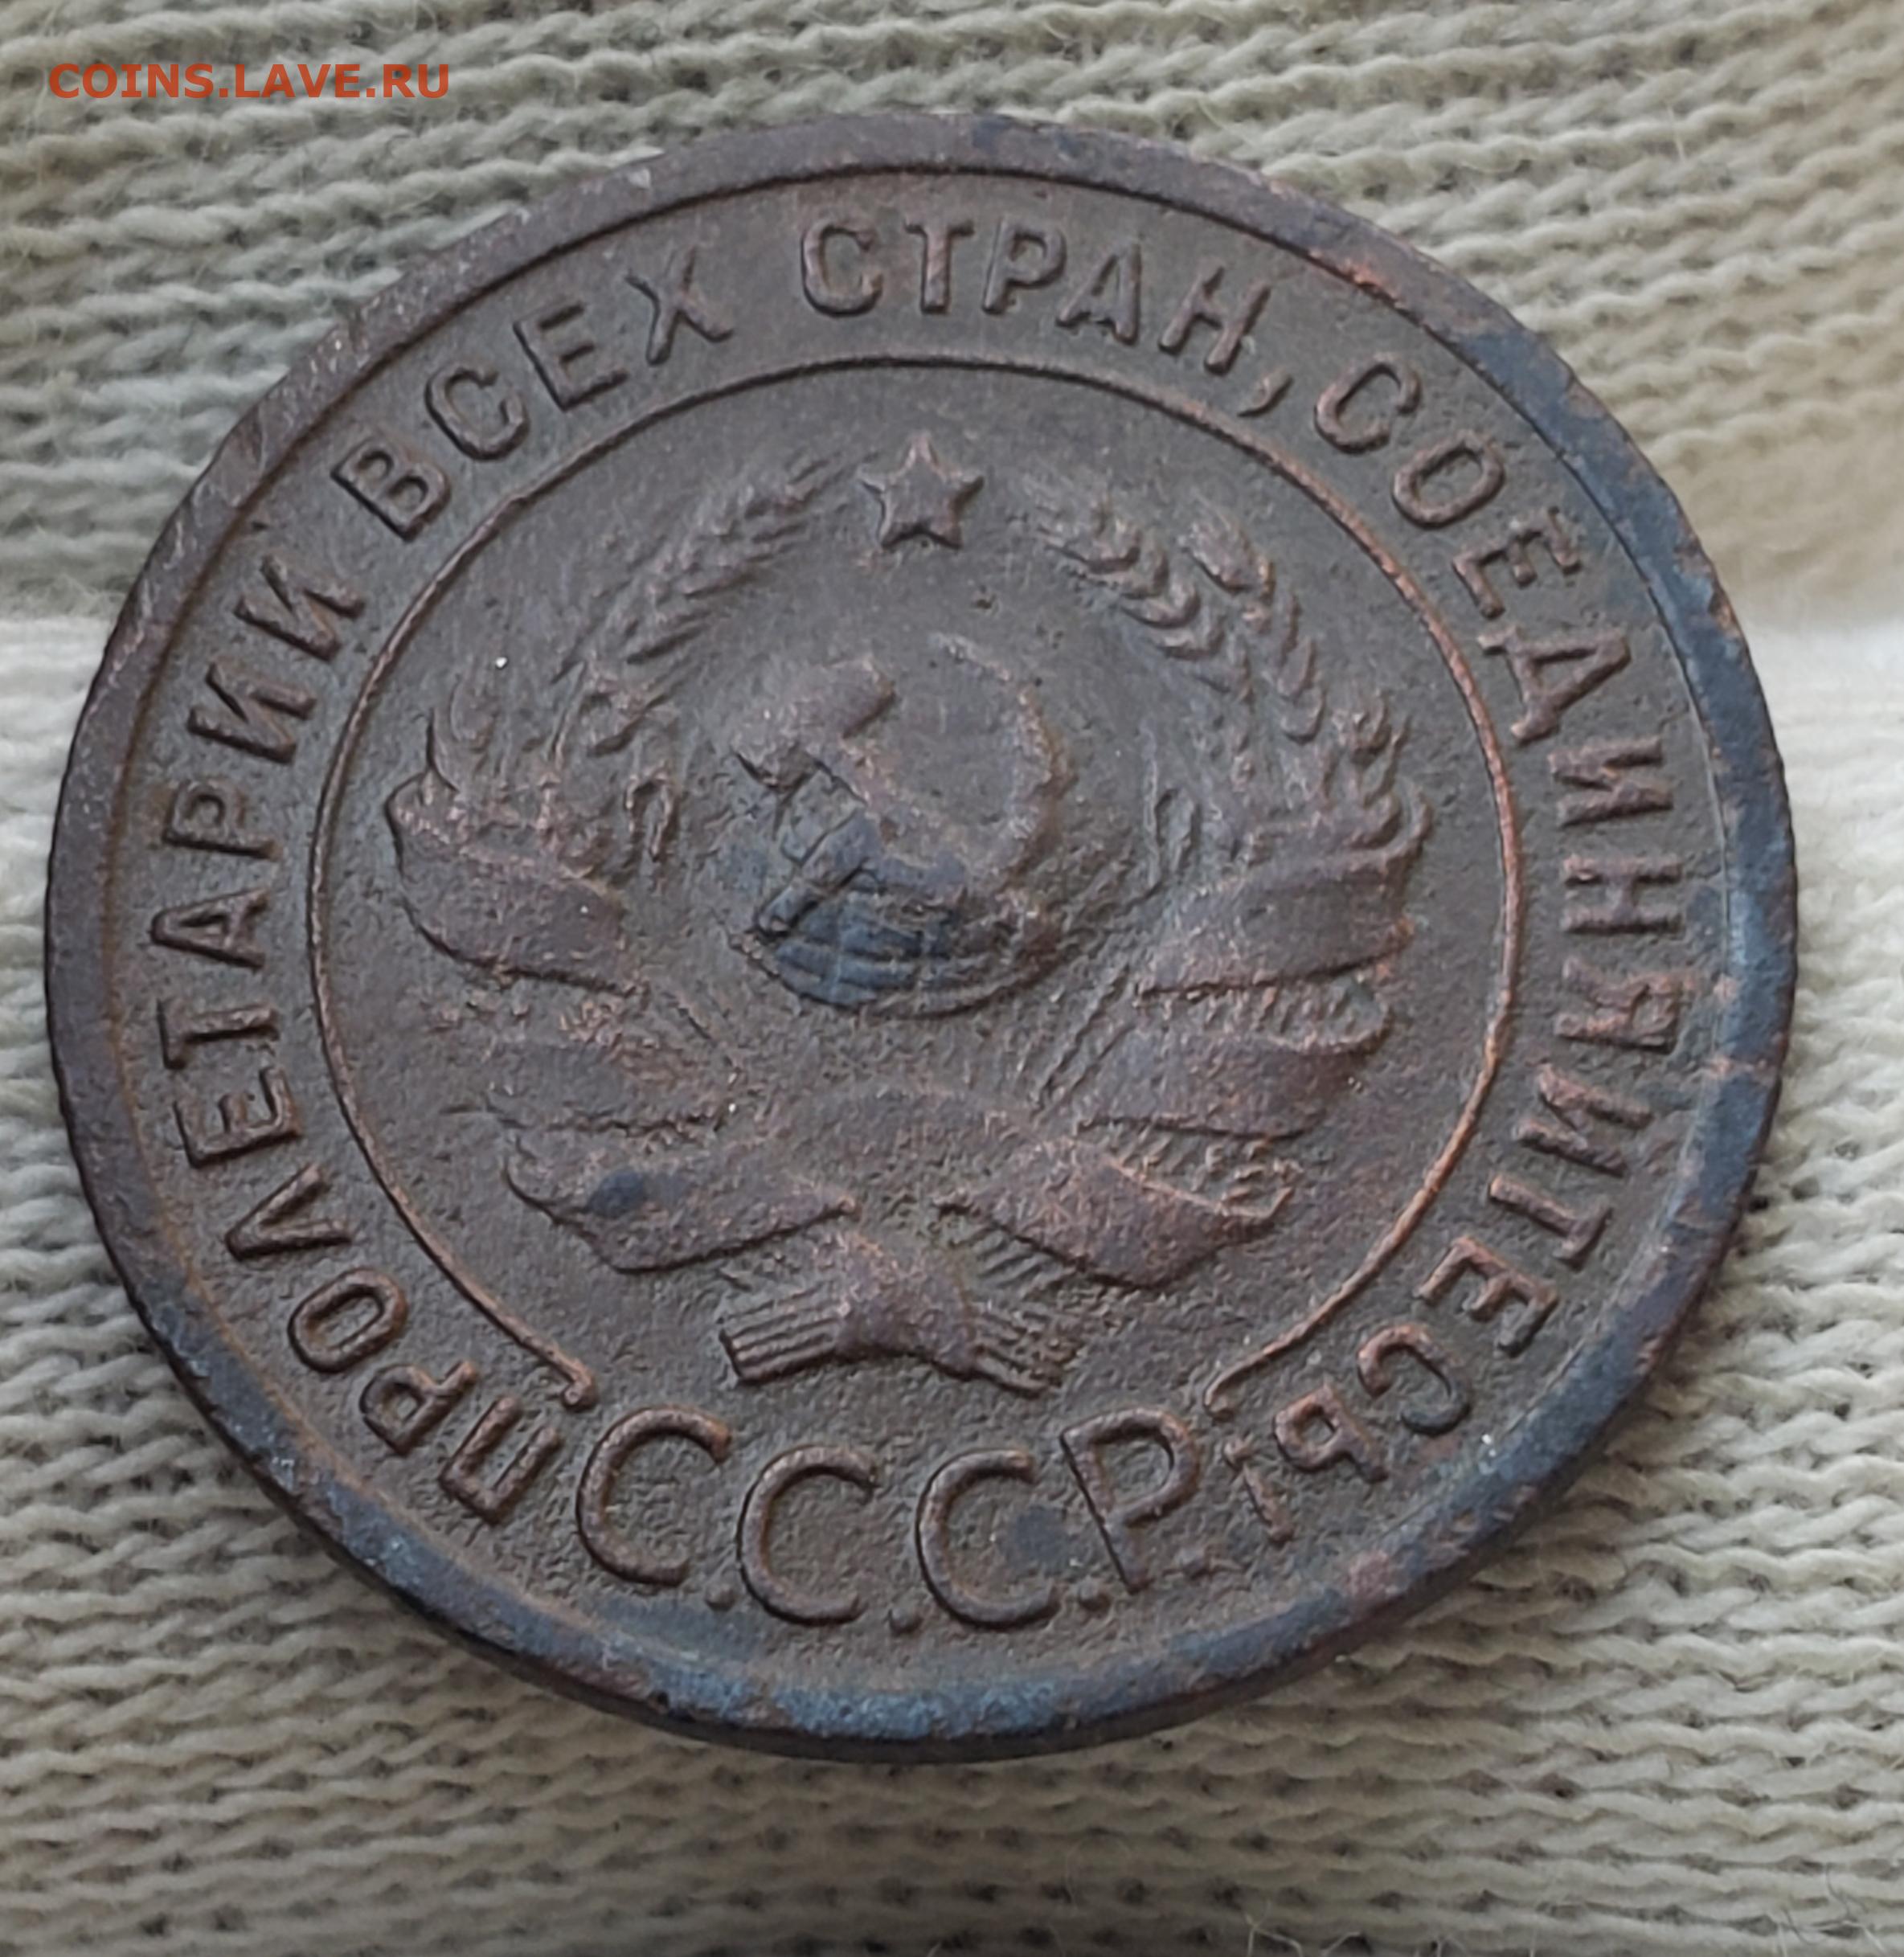 COINS.LAVE.RU
ПРОЛЕТАРИИ ВСЕХ СТРАН, СОЕДИНЯЙТЕСЬ!
С.С.С.Р.